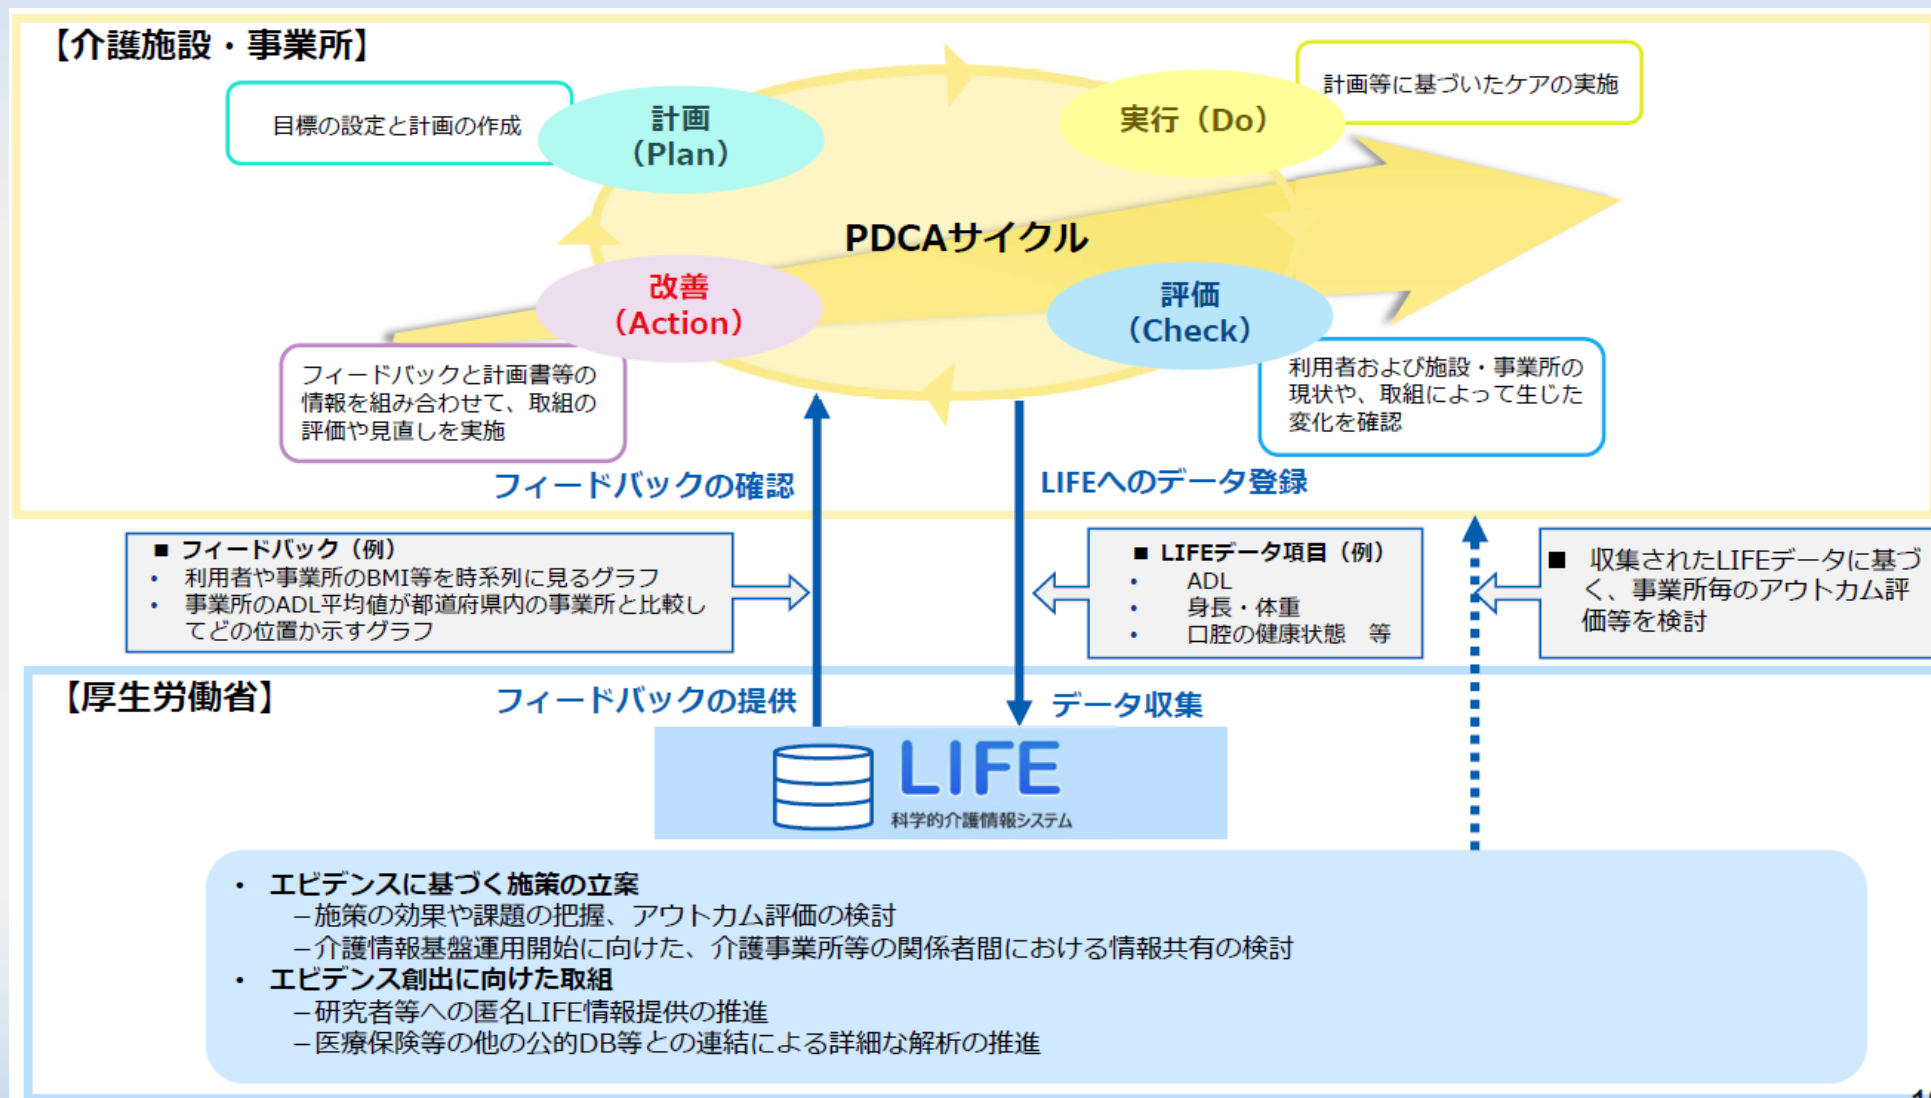 【介護施設・事業所】
目標の設定と計画の作成
計画
（Plan）
実行（Do）
計画等に基づいたケアの実施
PDCAサイクル
改善
（Action）
評価
（Check）
フィードバックと計画書等の
情報を組み合わせて、取組の
評価や見直しを実施
利用者および施設・事業所の
現状や、取組によって生じた
変化を確認
フィードバックの確認
LIFEへのデータ登録
■ フィードバック（例）
• 利用者や事業所のBMI等を時系列に見るグラフ
• 事業所のADL平均値が都道府県内の事業所と比較し
てどの位置か示すグラフ
■ LIFEデータ項目（例）
• ADL
• 身長・体重
• 口腔の健康状態　等
■ 収集されたLIFEデータに基づ
く、事業所毎のアウトカム評
価等を検討
【厚生労働省】
フィードバックの提供
データ収集
LIFE
科学的介護情報システム
• エビデンスに基づく施策の立案
－施策の効果や課題の把握、アウトカム評価の検討
－介護情報基盤運用開始に向けた、介護事業所等の関係者間における情報共有の検討
• エビデンス創出に向けた取組
－研究者等への匿名LIFE情報提供の推進
－医療保険等の他の公的DB等との連結による詳細な解析の推進